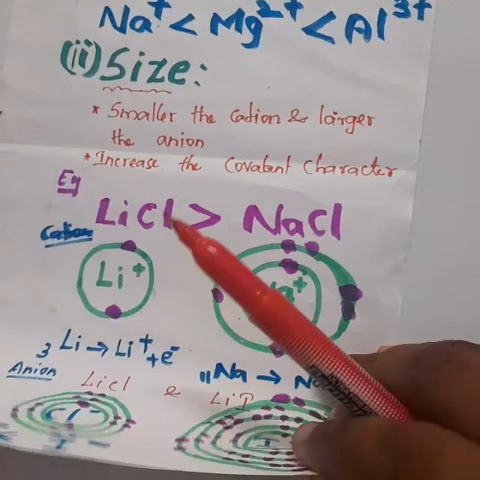 Na⁺ < Mg²⁺ < Al³⁺
(ii) Size:
* Smaller the cation & larger
the anion
* Increase the covalent character
Eg
LiCl > NaCl
Cation
Li⁺ a⁺
₃Li → Li⁺ + e⁻ ₁₁Na → N
Anion
LiCl & LiI